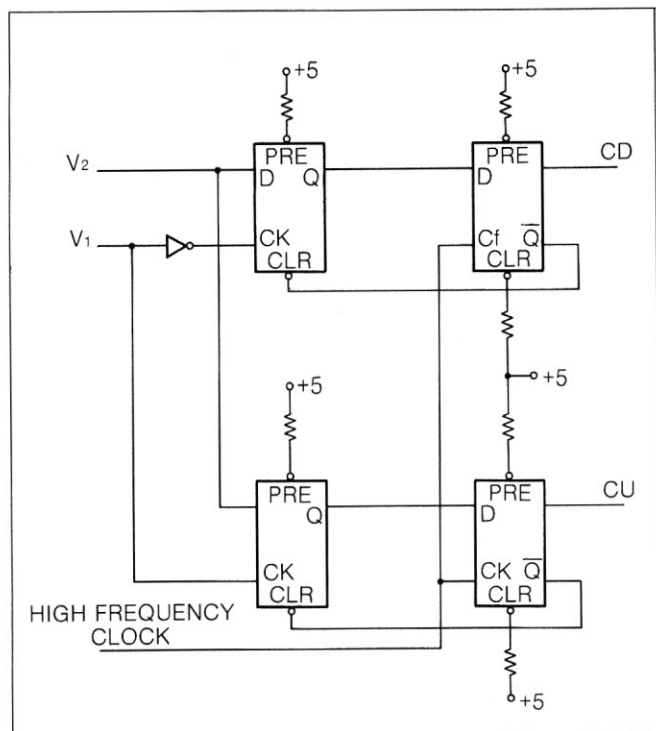 +5
+5
PRE
PRE
V2
D
Q
D
CD
V1
CK
Cf
Q̅
CLR
CLR
+5
+5
PRE
PRE
Q
D
CU
CK
CK
Q̅
CLR
CLR
HIGH FREQUENCY
CLOCK
+5